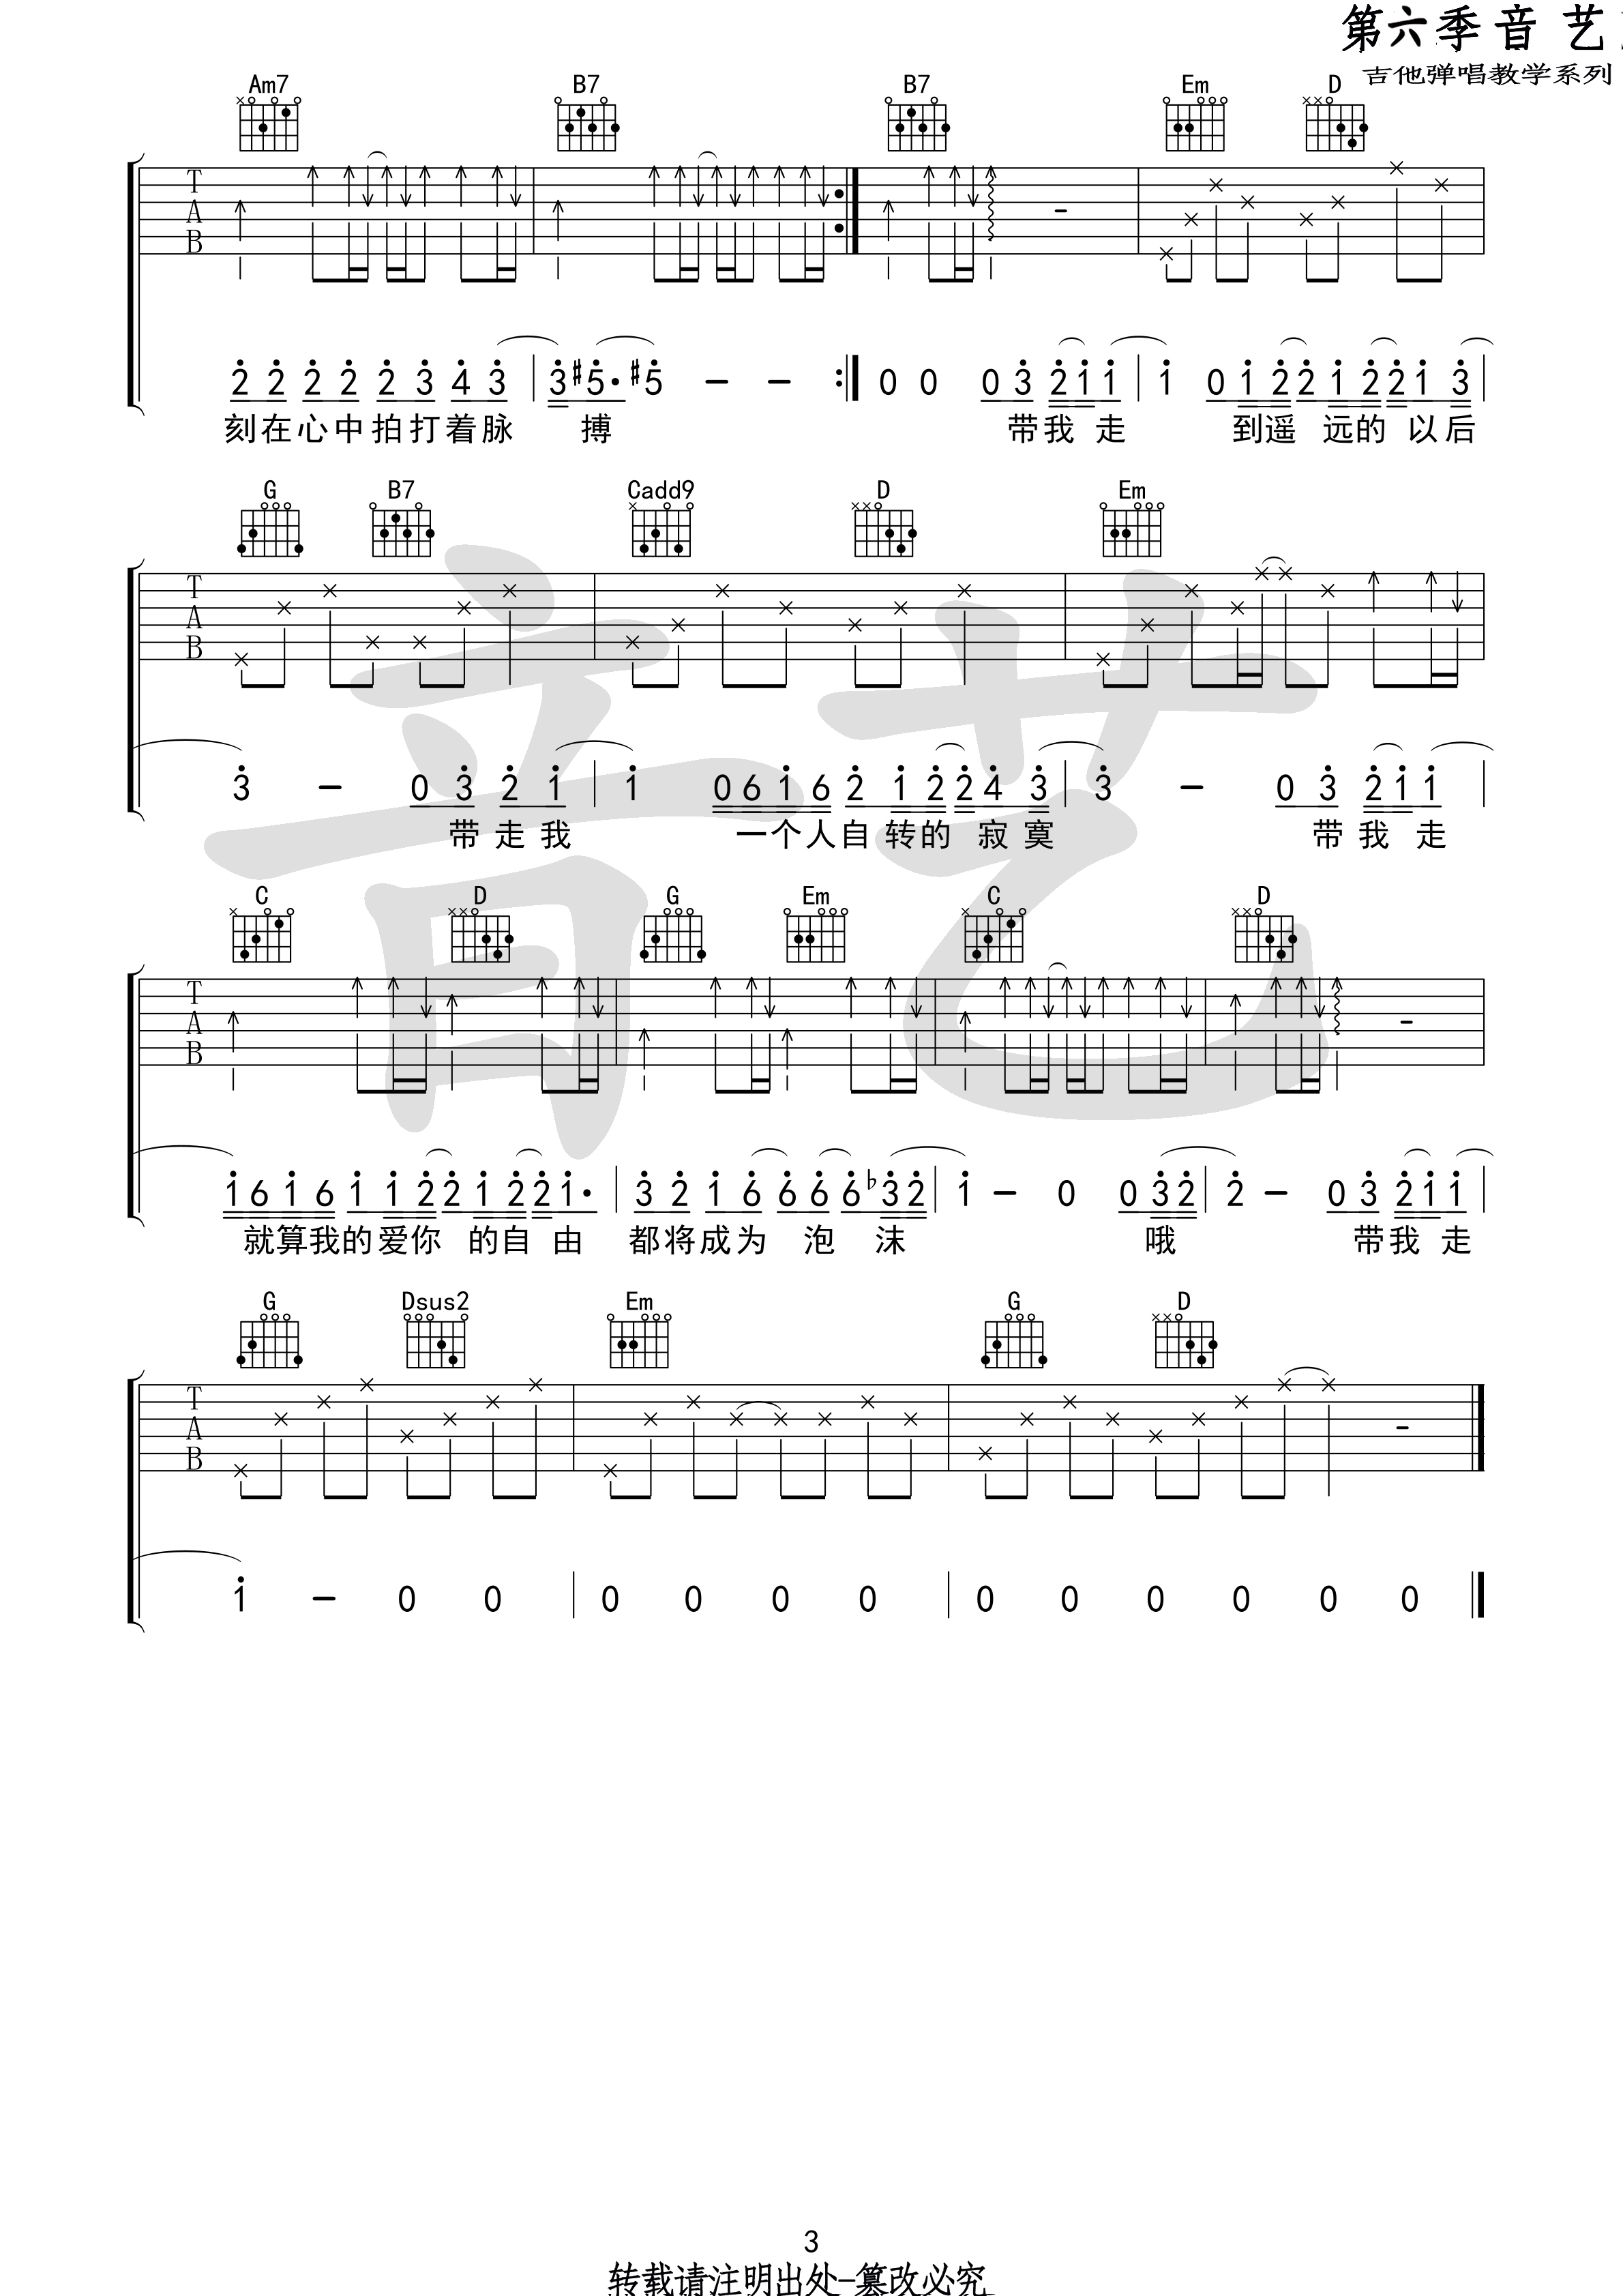 第六季音 艺
吉他弹唱教学系列
Am7 B7 B7 Em D
T
A
B
2 2 2 2 2 3 4 3 3 #5· #5 – – 0 0 0 3 2 1 1 1 0 1 2 2 1 2 2 1 3
刻在心中拍打着脉 搏 带我 走 到遥 远的 以后
G B7 Cadd9 D Em
T
A
B
3 – 0 3 2 1 1 0 6 1 6 2 1 2 2 4 3 3 – 0 3 2 1 1
带 走 我 一个人自 转的 寂 寞 带 我 走
C D G Em C D
T
A
B
1 6 1 6 1 1 2 2 1 2 2 1· 3 2 1 6 6 6 6 b3 2 1 – 0 0 3 2 2 – 0 3 2 1 1
就算我的爱你 的自 由 都将成为 泡 沫 哦 带我 走
G Dsus2 Em G D
T
A
B
1 – 0 0 0 0 0 0 0 0 0 0 0 0
3
转载请注明出处-篡改必究
音艺